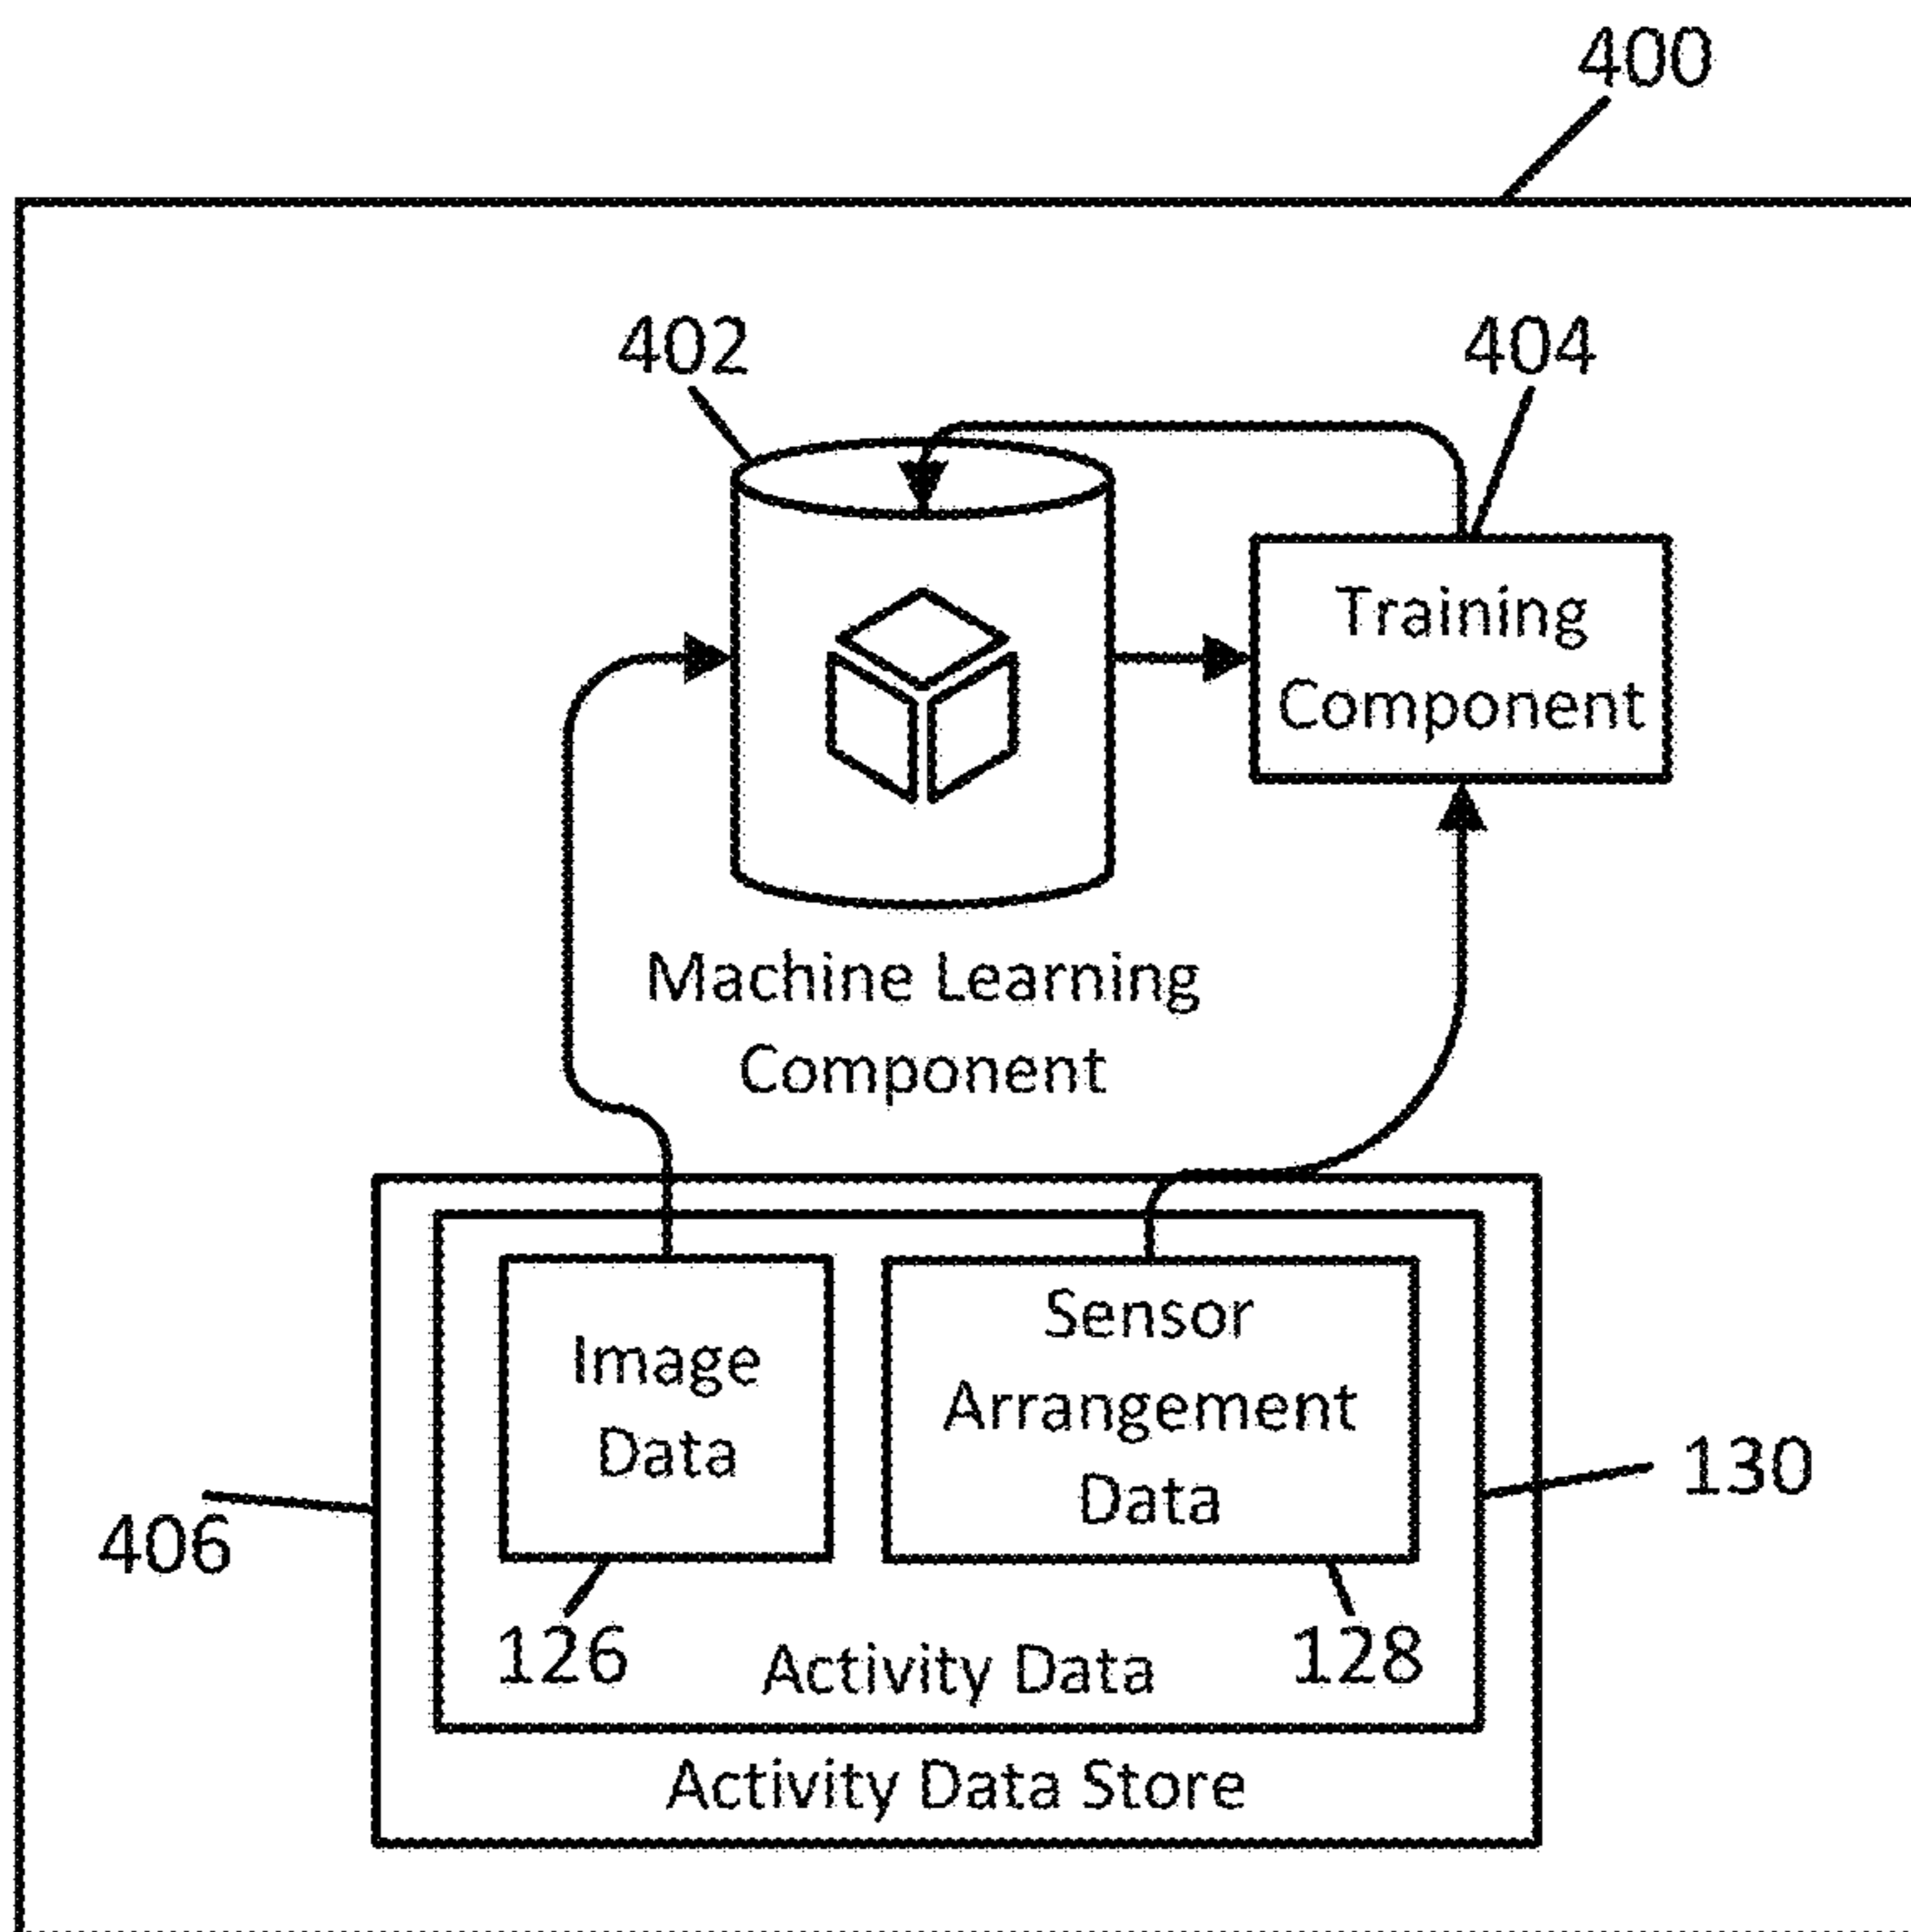 400
402
404
Training
Component
Machine Learning
Component
Image
Data
Sensor
Arrangement
Data
130
406
126
128
Activity Data
Activity Data Store